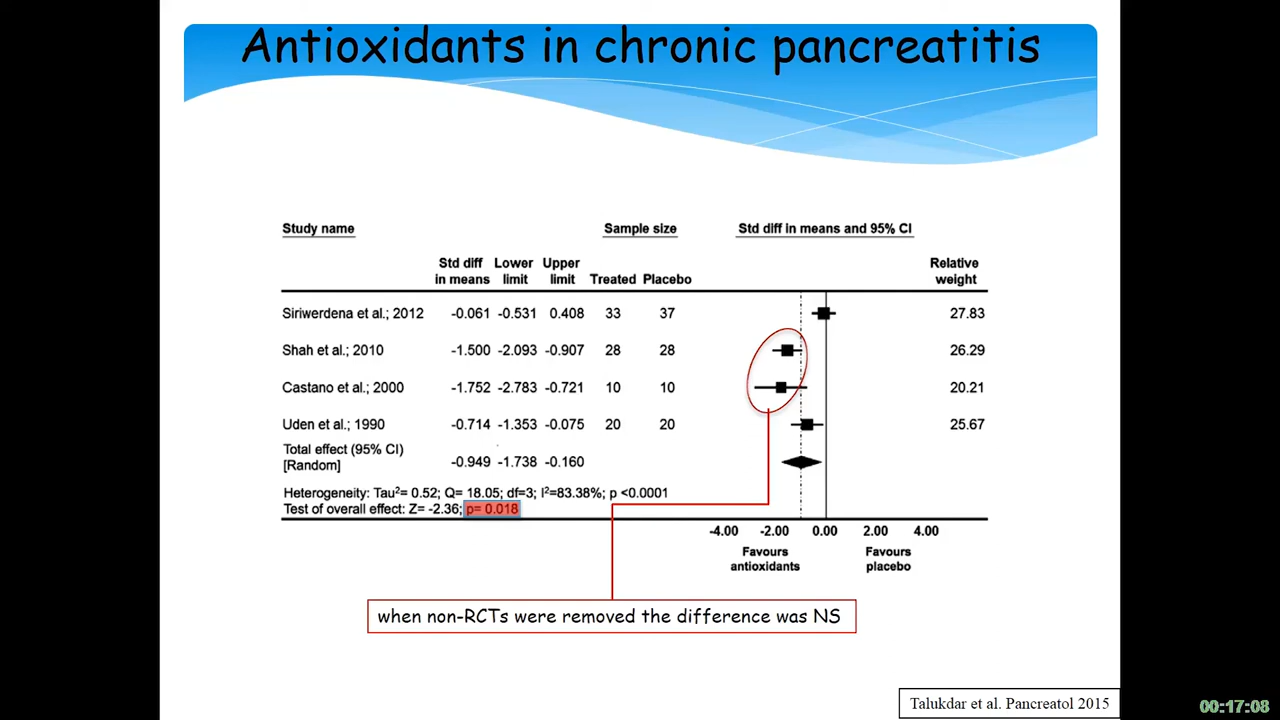 Antioxidants in chronic pancreatitis
Study name Sample size Std diff in means and 95% CI
Std diff Lower Upper Relative
in means limit limit Treated Placebo weight
Siriwerdena et al.; 2012 -0.061 -0.531 0.408 33 37 27.83
Shah et al.; 2010 -1.500 -2.093 -0.907 28 28 26.29
Castano et al.; 2000 -1.752 -2.783 -0.721 10 10 20.21
Uden et al.; 1990 -0.714 -1.353 -0.075 20 20 25.67
Total effect (95% CI)
[Random] -0.949 -1.738 -0.160
Heterogeneity: Tau²= 0.52; Q= 18.05; df=3; I²=83.38%; p <0.0001
Test of overall effect: Z= -2.36; p= 0.018
-4.00 -2.00 0.00 2.00 4.00
Favours Favours
antioxidants placebo
when non-RCTs were removed the difference was NS
Talukdar et al. Pancreatol 2015
00:17:08